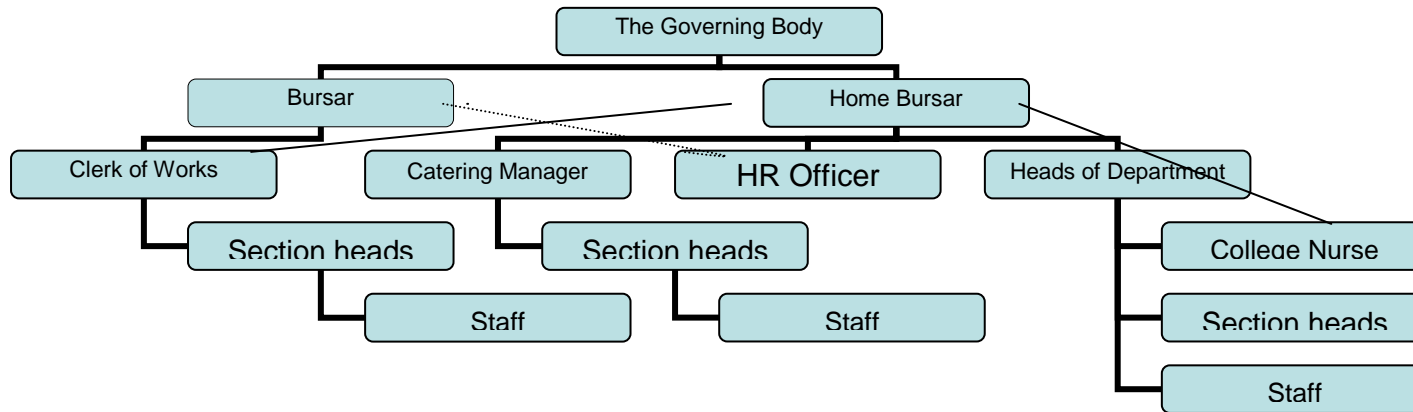 The Governing Body
Bursar
Home Bursar
Clerk of Works
Catering Manager
HR Officer
Heads of Department
Section heads
Section heads
College Nurse
Staff
Staff
Section heads
Staff